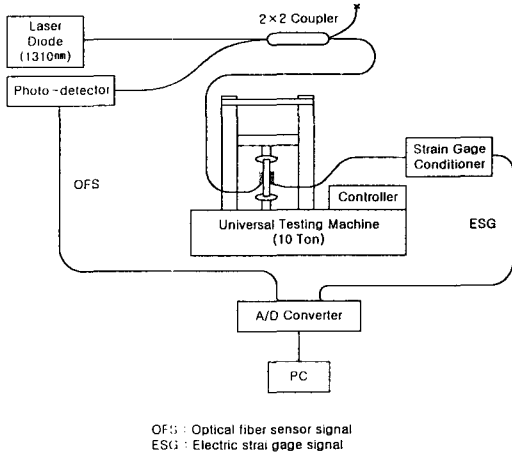 Laser
Diode
(1310nm)
2×2 Coupler
Photo-detector
OFS
Strain Gage
Conditioner
Controller
Universal Testing Machine
(10 Ton)
ESG
A/D Converter
PC
OFS : Optical fiber sensor signal
ESG : Electric strai gage signal